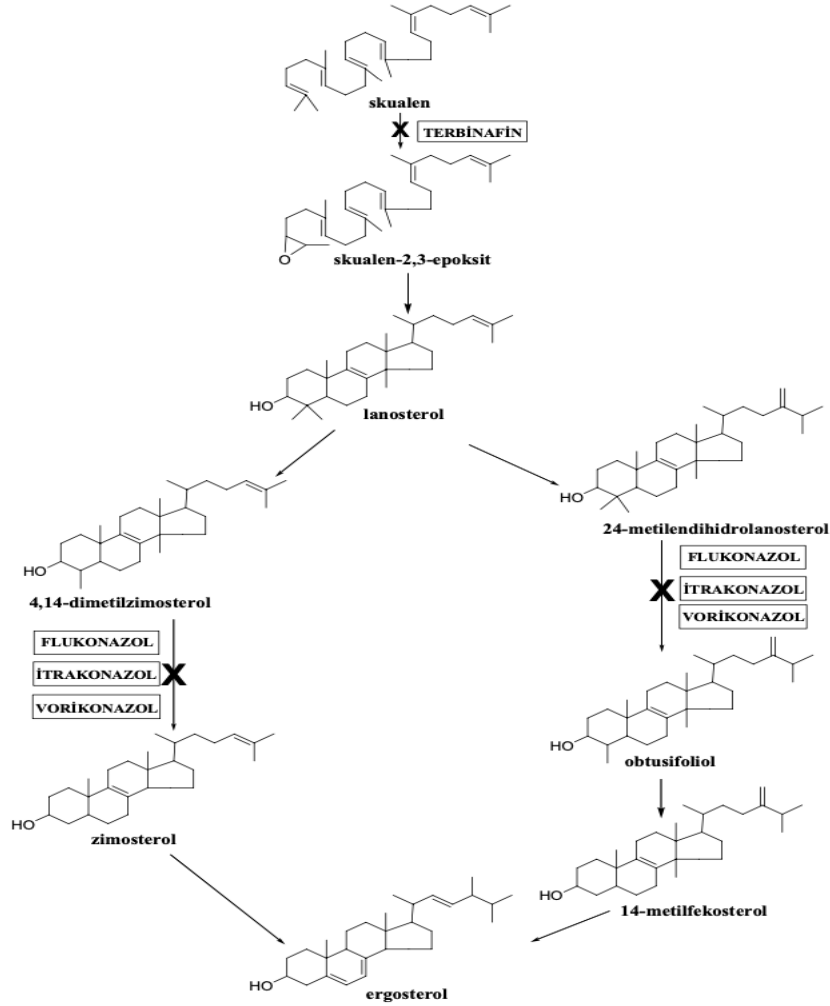 skualen
TERBİNAFİN
O
skualen-2,3-epoksit
HO
lanosterol
HO
24-metilendihidrolanosterol
HO
4,14-dimetilzimosterol
FLUKONAZOL
İTRAKONAZOL
VORİKONAZOL
FLUKONAZOL
İTRAKONAZOL
VORİKONAZOL
HO
obtusifoliol
HO
zimosterol
HO
14-metilfekosterol
HO
ergosterol